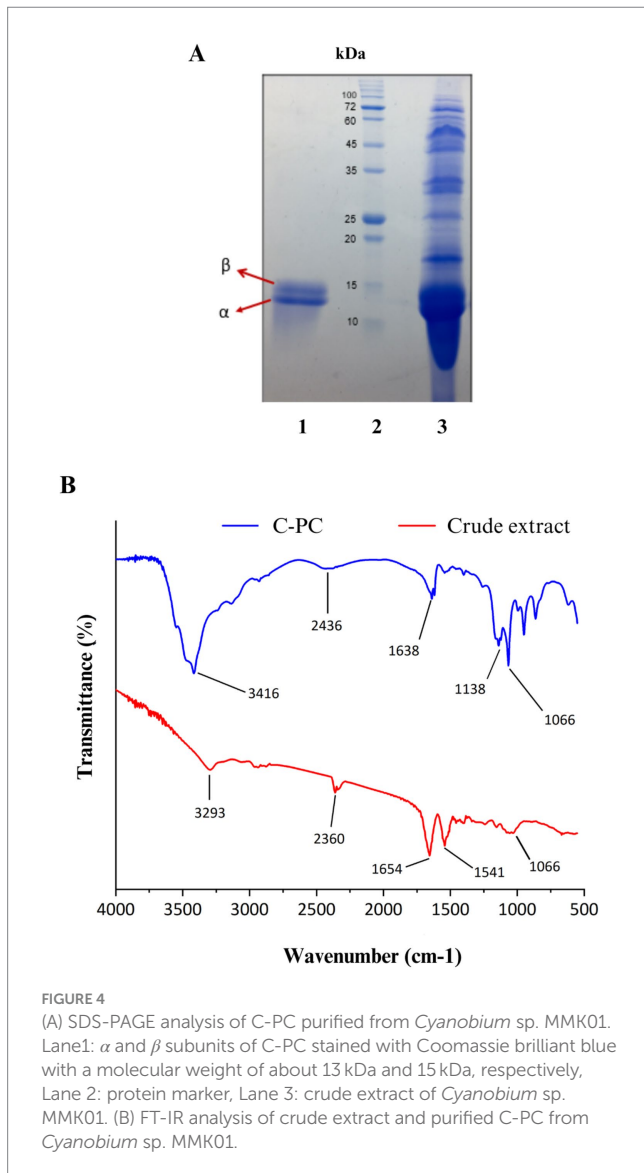 A
kDa
100
72
60
45
35
25
20
15
10
β
α
1 2 3
B
C-PC Crude extract
Transmittance (%)
3416
2436
1638
1138
1066
3293
2360
1654
1541
1066
4000 3500 3000 2500 2000 1500 1000 500
Wavenumber (cm-1)
FIGURE 4
(A) SDS-PAGE analysis of C-PC purified from Cyanobium sp. MMK01.
Lane1: α and β subunits of C-PC stained with Coomassie brilliant blue
with a molecular weight of about 13 kDa and 15 kDa, respectively,
Lane 2: protein marker, Lane 3: crude extract of Cyanobium sp.
MMK01. (B) FT-IR analysis of crude extract and purified C-PC from
Cyanobium sp. MMK01.